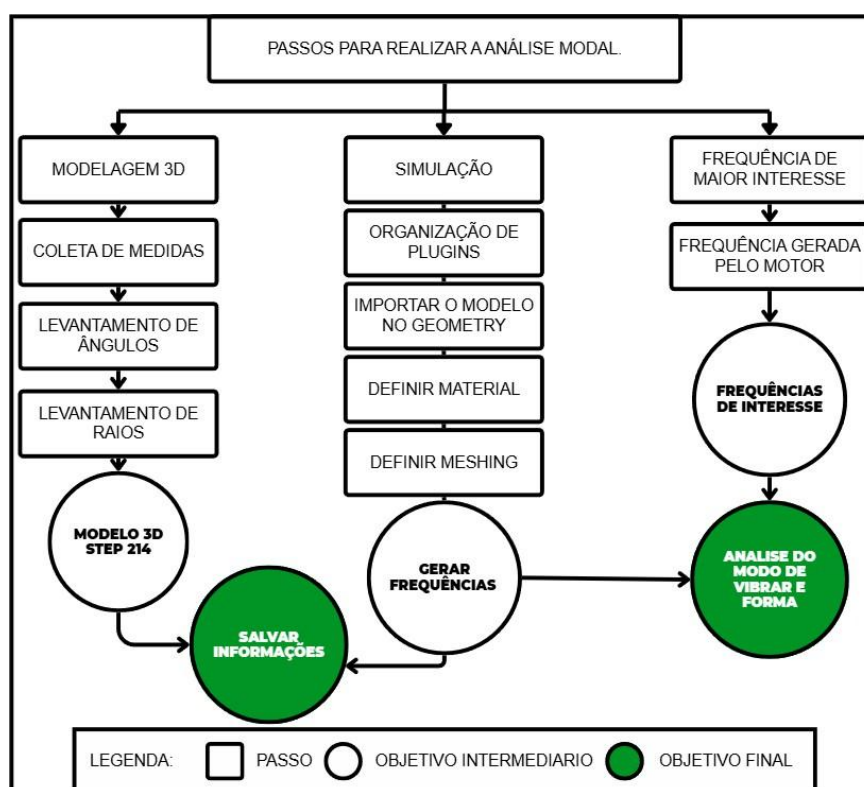 PASSOS PARA REALIZAR A ANÁLISE MODAL.
MODELAGEM 3D
COLETA DE MEDIDAS
LEVANTAMENTO DE
ÂNGULOS
LEVANTAMENTO DE
RAIOS
MODELO 3D
STEP 214
SIMULAÇÃO
ORGANIZAÇÃO DE
PLUGINS
IMPORTAR O MODELO
NO GEOMETRY
DEFINIR MATERIAL
DEFINIR MESHING
GERAR
FREQUÊNCIAS
SALVAR
INFORMAÇÕES
FREQUÊNCIA DE
MAIOR INTERESSE
FREQUÊNCIA GERADA
PELO MOTOR
FREQUÊNCIAS
DE INTERESSE
ANALISE DO
MODO DE
VIBRAR E
FORMA
LEGENDA: PASSO OBJETIVO INTERMEDIARIO OBJETIVO FINAL